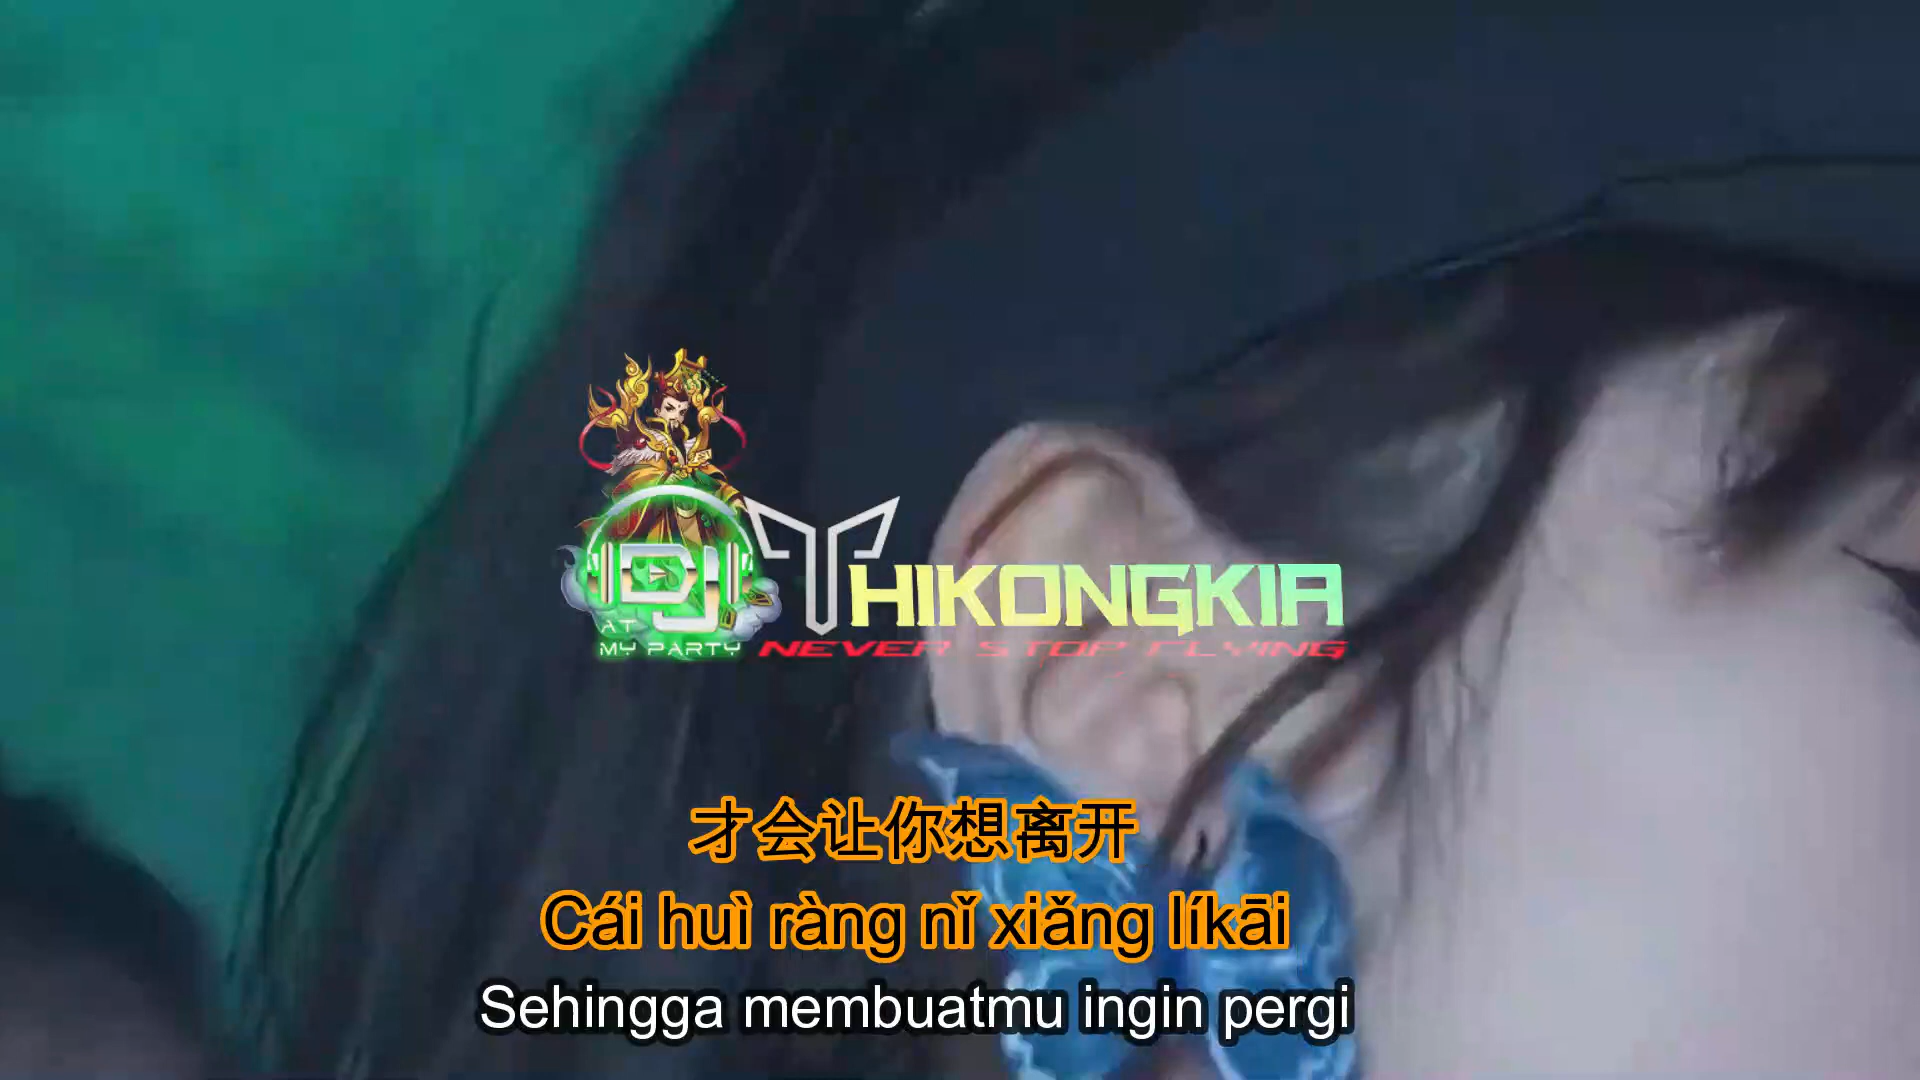 DJ THIKONGKIA
AT
MY PARTY NEVER STOP FLYING
才会让你想离开
Cái huì ràng nǐ xiǎng líkāi
Sehingga membuatmu ingin pergi